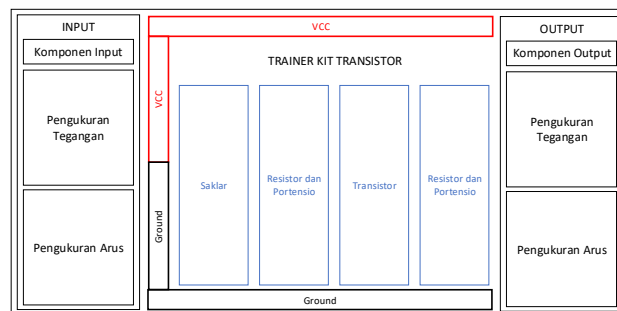 INPUT
Komponen Input
Pengukuran
Tegangan
Pengukuran Arus
VCC
TRAINER KIT TRANSISTOR
VCC
Ground
Saklar
Resistor dan
Portensio
Transistor
Resistor dan
Portensio
Ground
OUTPUT
Komponen Output
Pengukuran
Tegangan
Pengukuran Arus